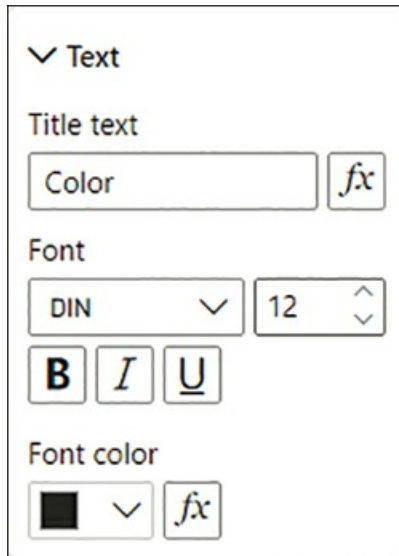 Text
Title text
Color fx
Font
DIN 12
B I U
Font color
fx